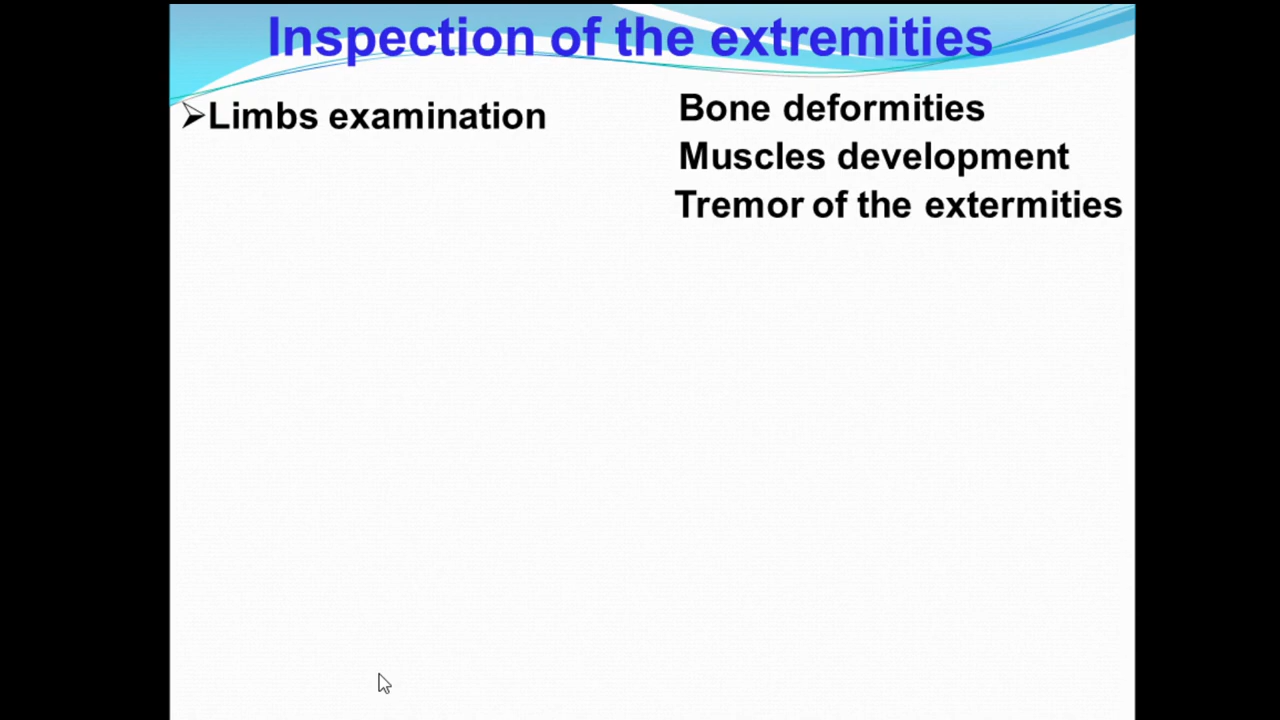 Inspection of the extremities
➢Limbs examination
Bone deformities
Muscles development
Tremor of the extermities